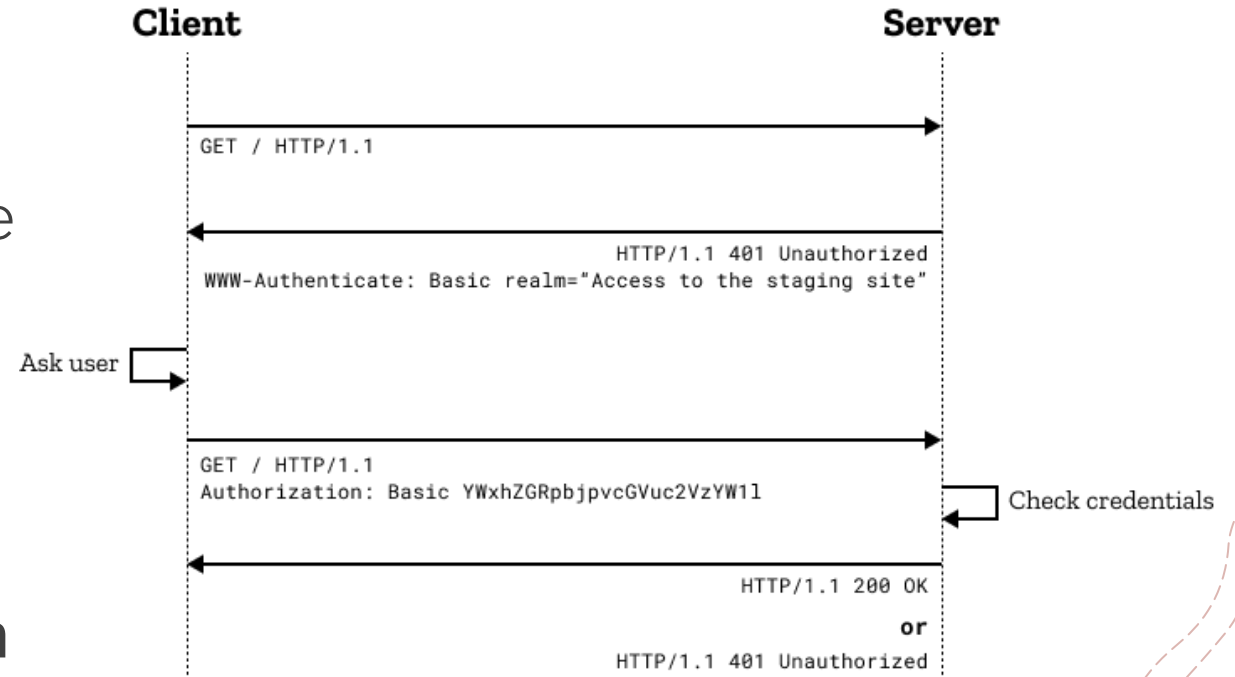 Client
Server
GET / HTTP/1.1
e
HTTP/1.1 401 Unauthorized
WWW-Authenticate: Basic realm="Access to the staging site"
Ask user
GET / HTTP/1.1
Authorization: Basic YWxhZGRpbjpvcGVuc2VzYW1l
Check credentials
HTTP/1.1 200 OK
or
n
HTTP/1.1 401 Unauthorized